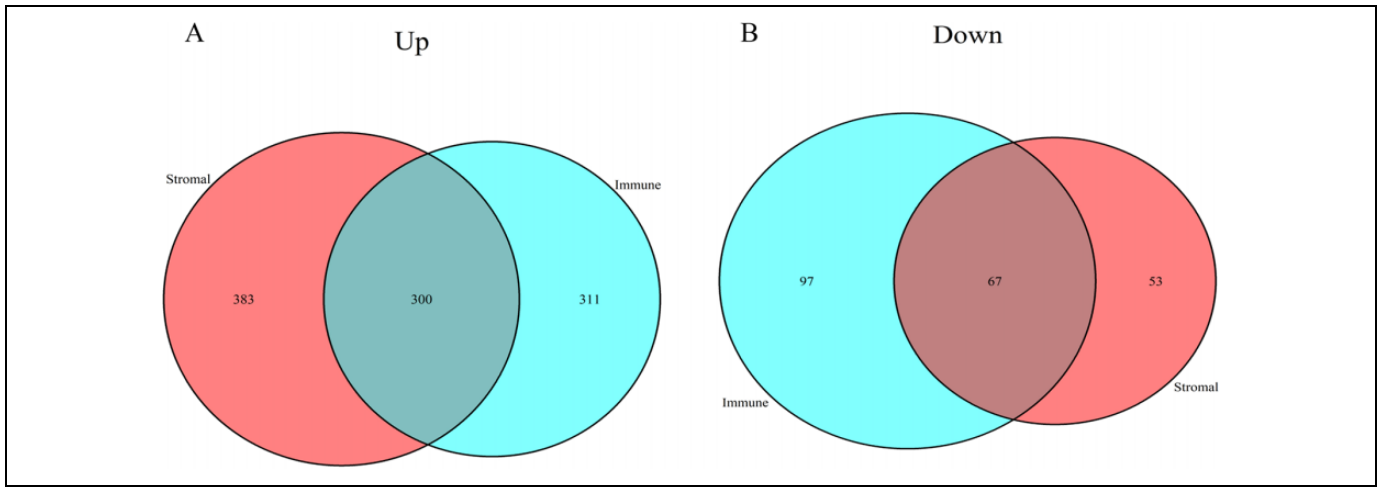 A
Up
Stromal
Immune
383
300
311
B
Down
97
67
53
Immune
Stromal